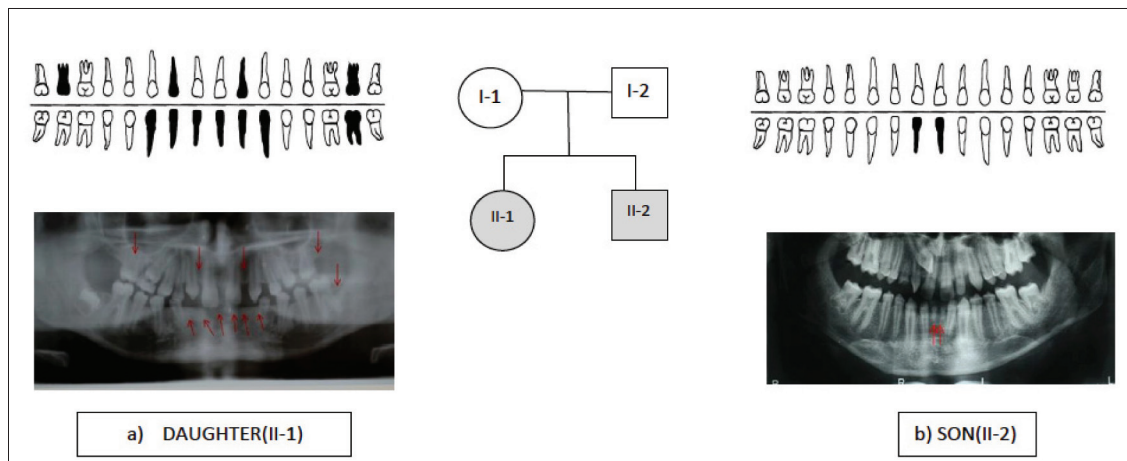 I-1
I-2
II-1
II-2
a) DAUGHTER(II-1)
b) SON(II-2)
R
L